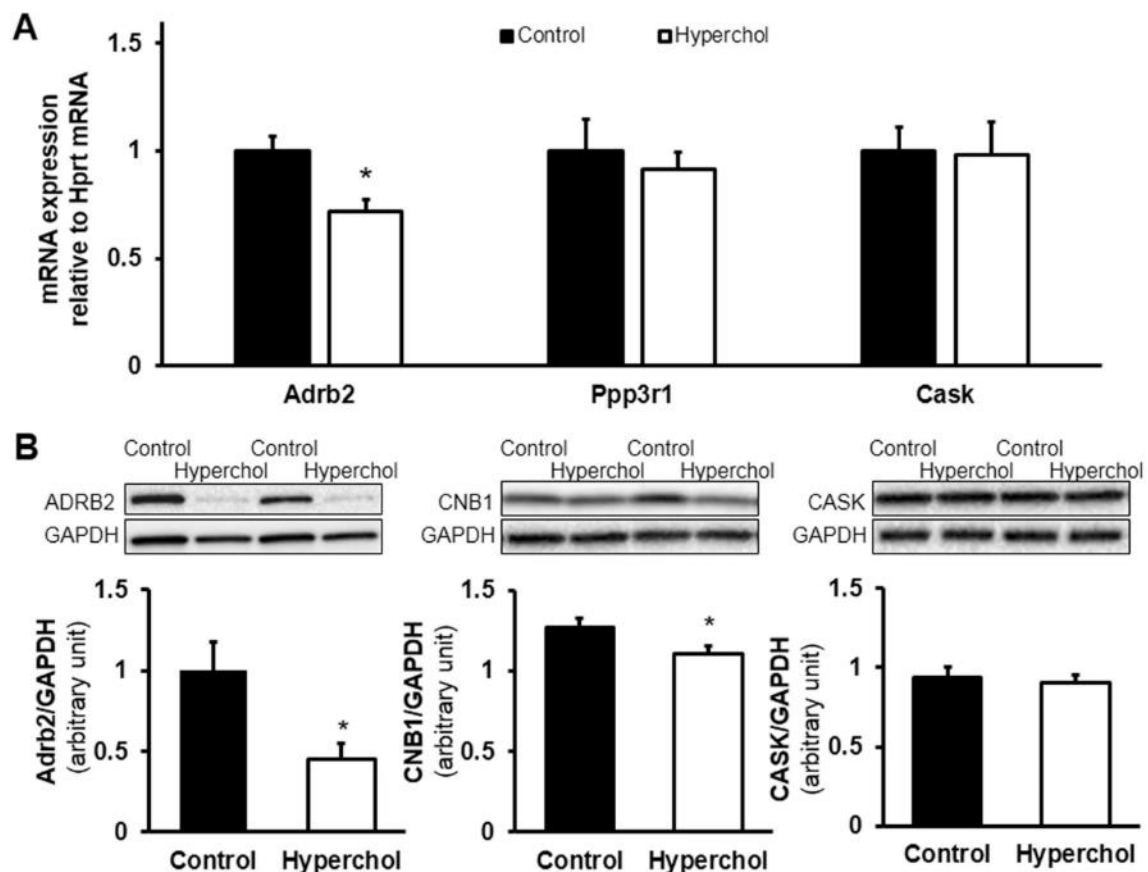 A
Control Hyperchol
mRNA expression
relative to Hprt mRNA
1.5
1
0.5
0
*
Adrb2 Ppp3r1 Cask
B
Control Control
Hyperchol Hyperchol
ADRB2
GAPDH
Adrb2/GAPDH
(arbitrary unit)
1.5
1
0.5
0
*
Control Hyperchol
Control Control
Hyperchol Hyperchol
CNB1
GAPDH
CNB1/GAPDH
(arbitrary unit)
1.5
1
0.5
0
*
Control Hyperchol
Control Control
Hyperchol Hyperchol
CASK
GAPDH
CASK/GAPDH
(arbitrary unit)
1.5
1
0.5
0
Control Hyperchol